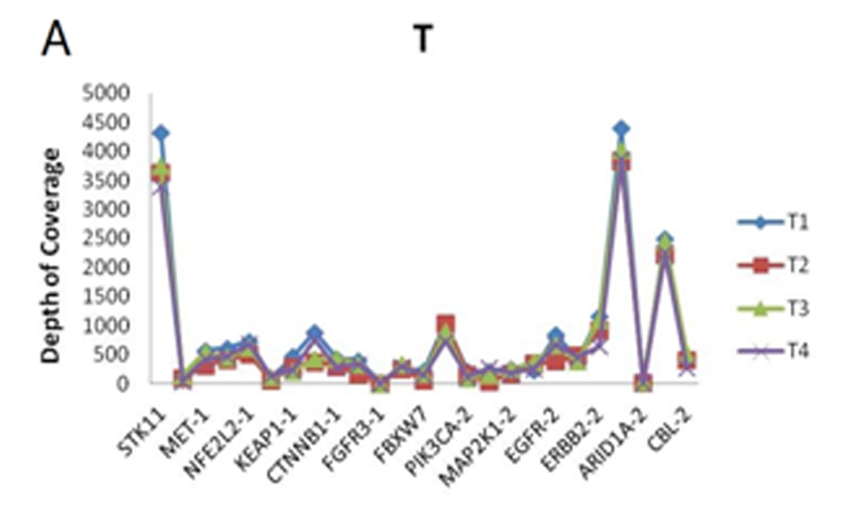 A
T
5000
4500
4000
3500
3000
2500
2000
1500
1000
500
0
Depth of Coverage
STK11
MET-1
NFE2L2-1
KEAP1-1
CTNNB1-1
FGFR3-1
FBXW7
PIK3CA-2
MAP2K1-2
EGFR-2
ERBB2-2
ARID1A-2
CBL-2
T1
T2
T3
T4